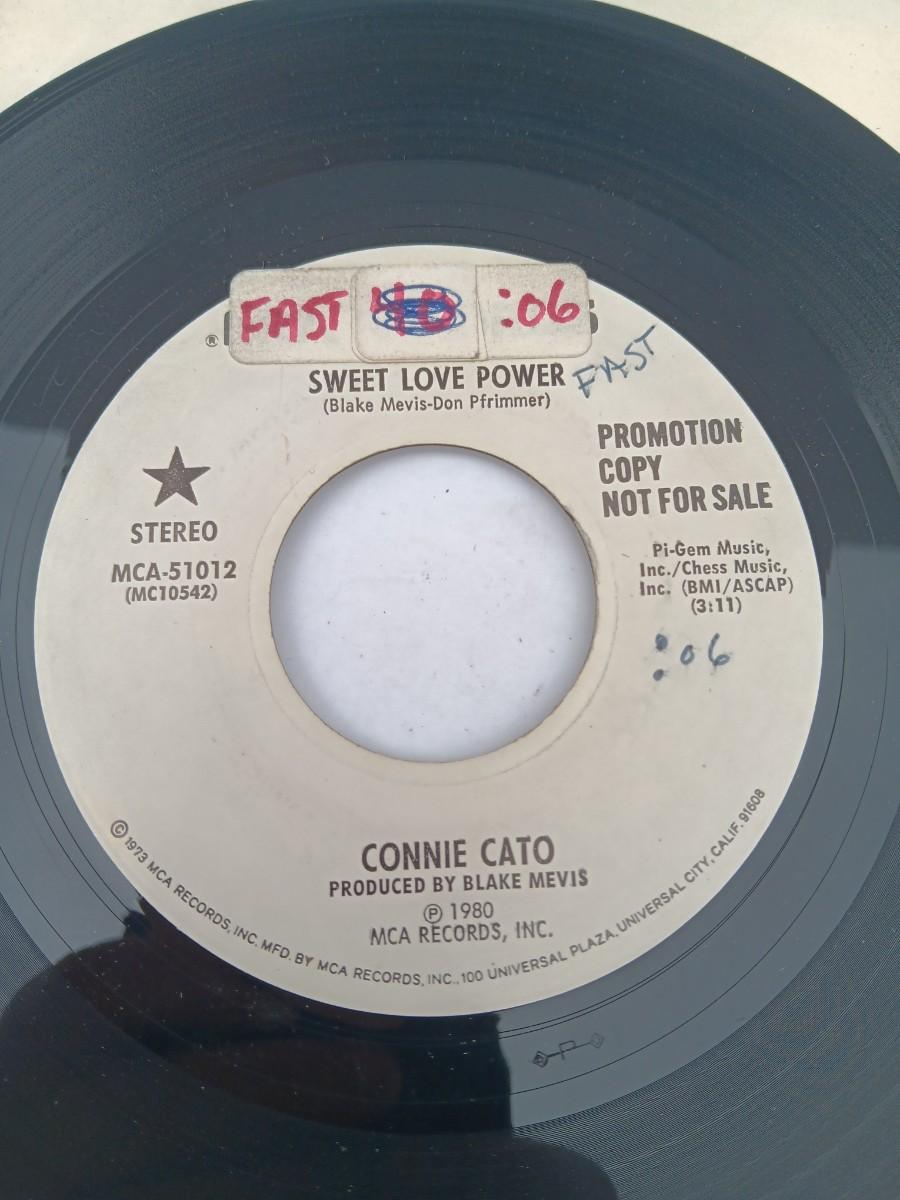 FAST :06
®
SWEET LOVE POWER
FAST
(Blake Mevis-Don Pfrimmer)
PROMOTION
COPY
NOT FOR SALE
STEREO
MCA-51012
(MC10542)
Pi-Gem Music,
Inc./Chess Music,
Inc. (BMI/ASCAP)
(3:11)
:06
CONNIE CATO
PRODUCED BY BLAKE MEVIS
℗ 1980
MCA RECORDS, INC.
© 1973 MCA RECORDS, INC. MFD. BY MCA RECORDS, INC., 100 UNIVERSAL PLAZA, UNIVERSAL CITY, CALIF. 91608